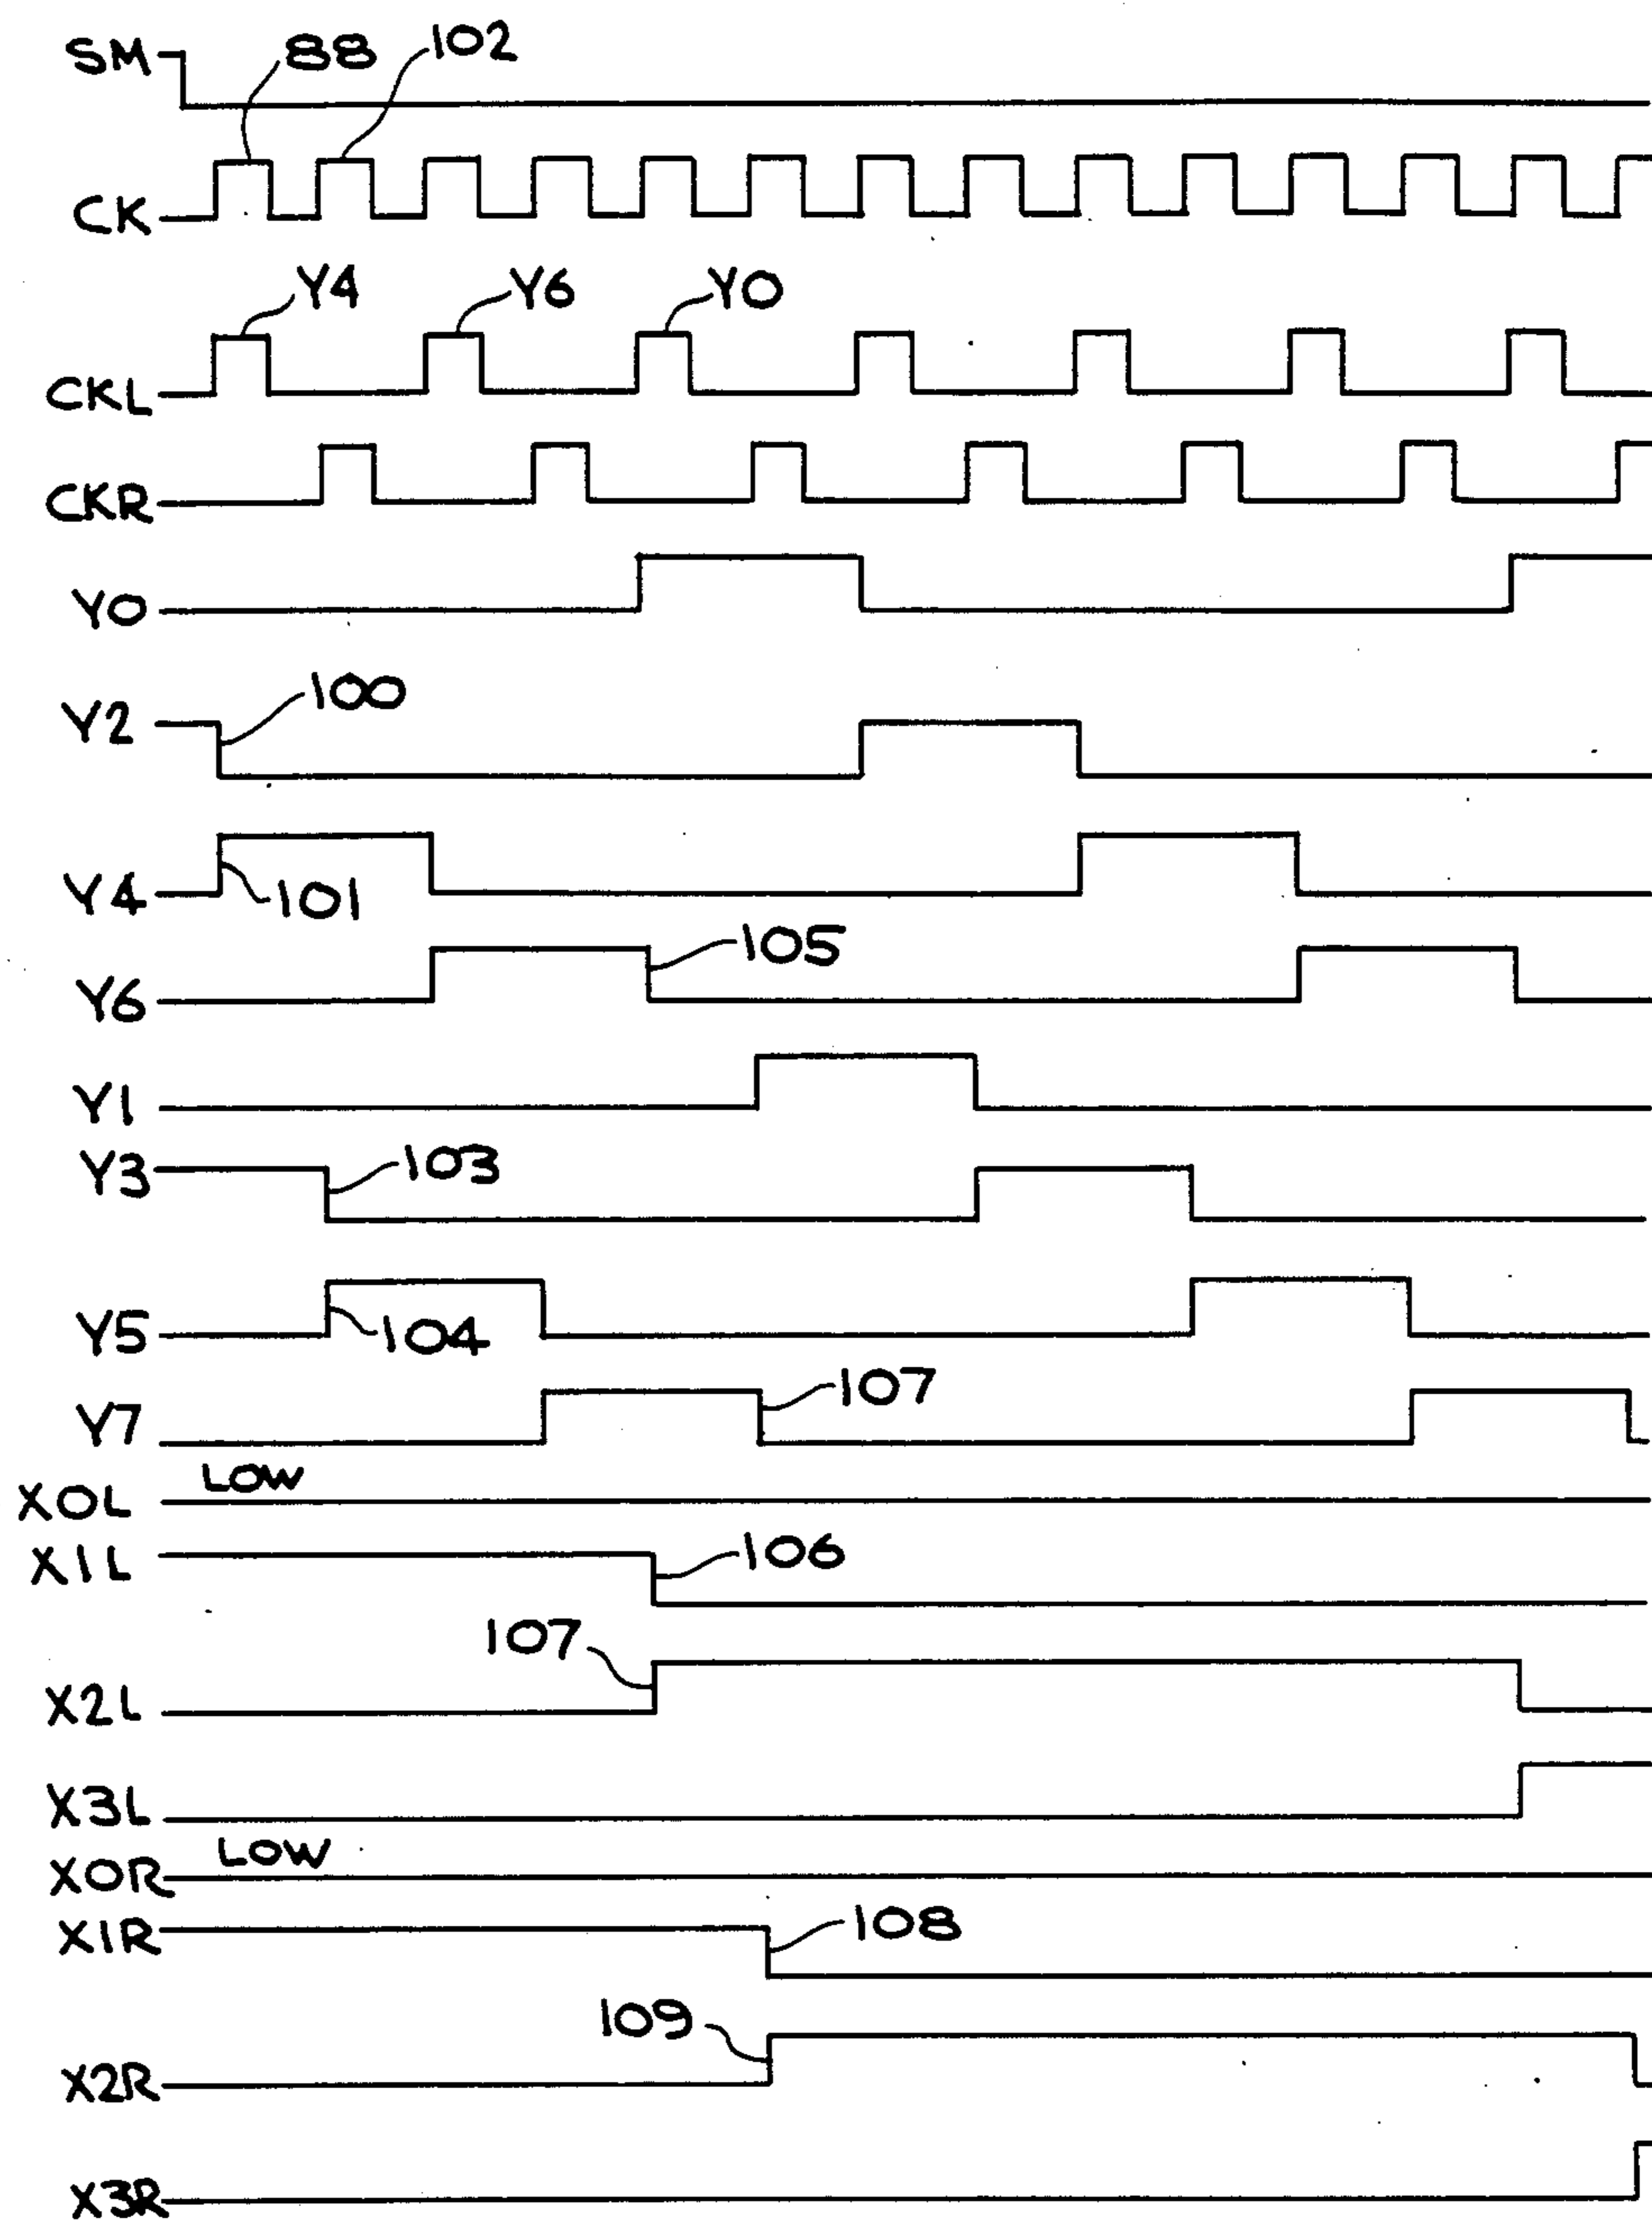 SM 88 102
CK
Y4 Y6 Y0
CKL
CKR
Y0
100
Y2
Y4 101
105
Y6
Y1
Y3 103
Y5 104
107
Y7
LOW
X0L
X1L 106
107
X2L
X3L
LOW
X0R
X1R 108
109
X2R
X3R